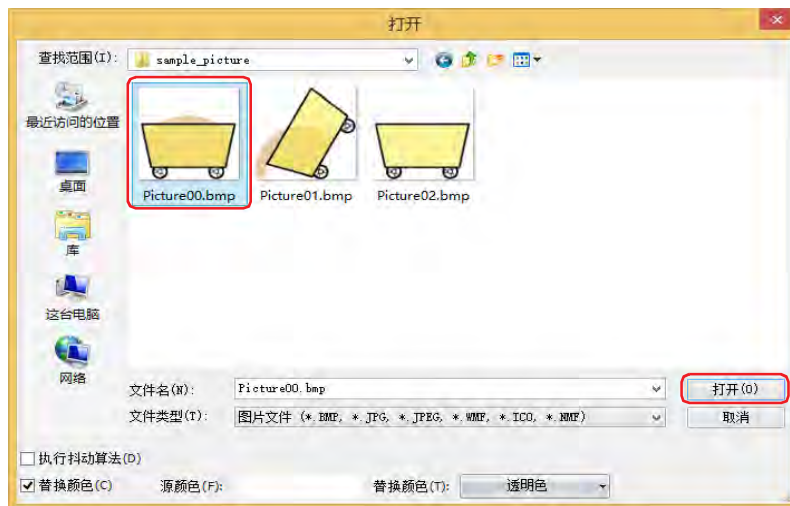 打开
查找范围(I): sample_picture
最近访问的位置
桌面
库
这台电脑
网络
Picture00.bmp Picture01.bmp Picture02.bmp
文件名(N): Picture00.bmp 打开(O)
文件类型(T): 图片文件 (*.BMP, *.JPG, *.JPEG, *.WMF, *.ICO, *.NMF) 取消
执行抖动算法(D)
替换颜色(C) 源颜色(F): 替换颜色(T): 透明色